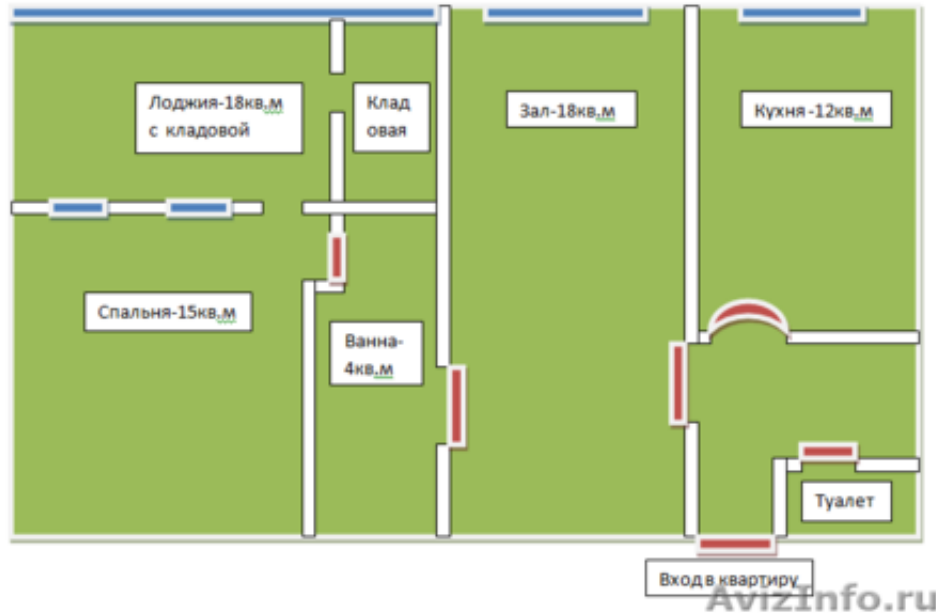 Лоджия-18кв.м
с кладовой
Клад
овая
Зал-18кв.м
Кухня-12кв.м
Спальня-15кв.м
Ванна-
4кв.м
Туалет
Вход в квартиру
AvizInfo.ru